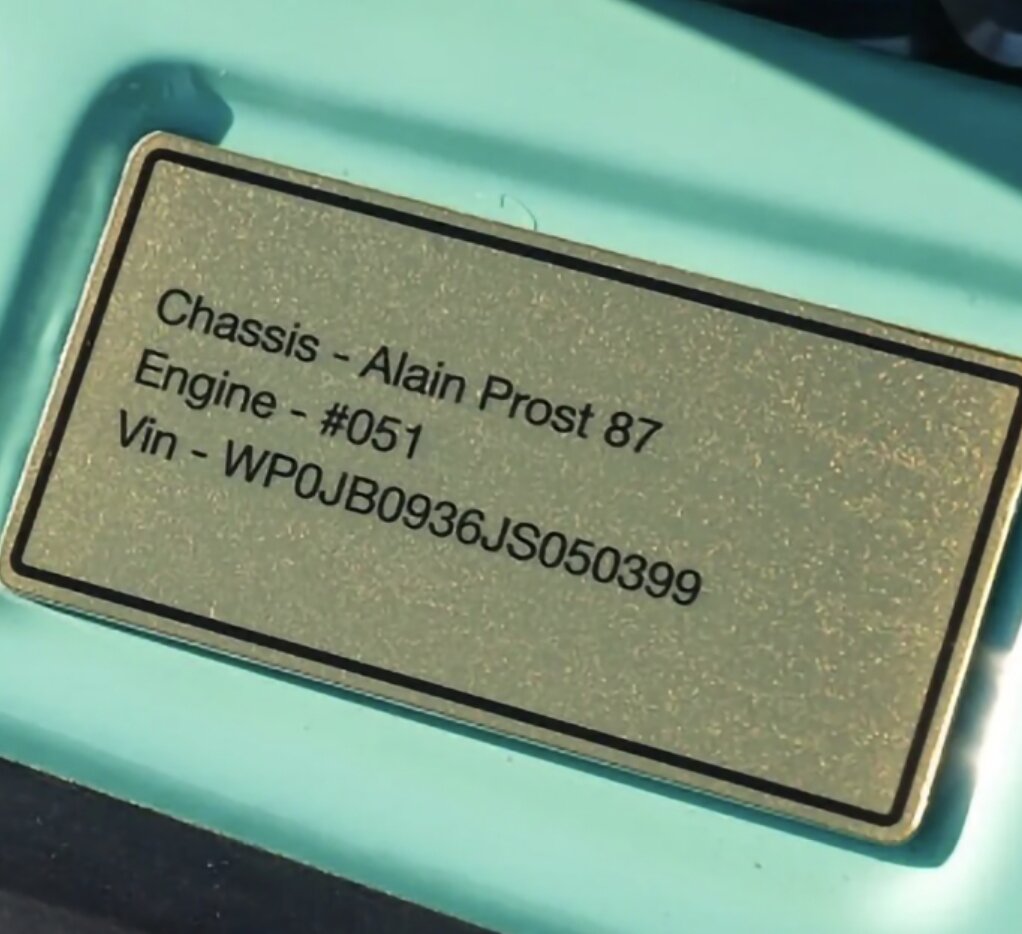 Chassis - Alain Prost 87
Engine - #051
Vin - WP0JB0936JS050399